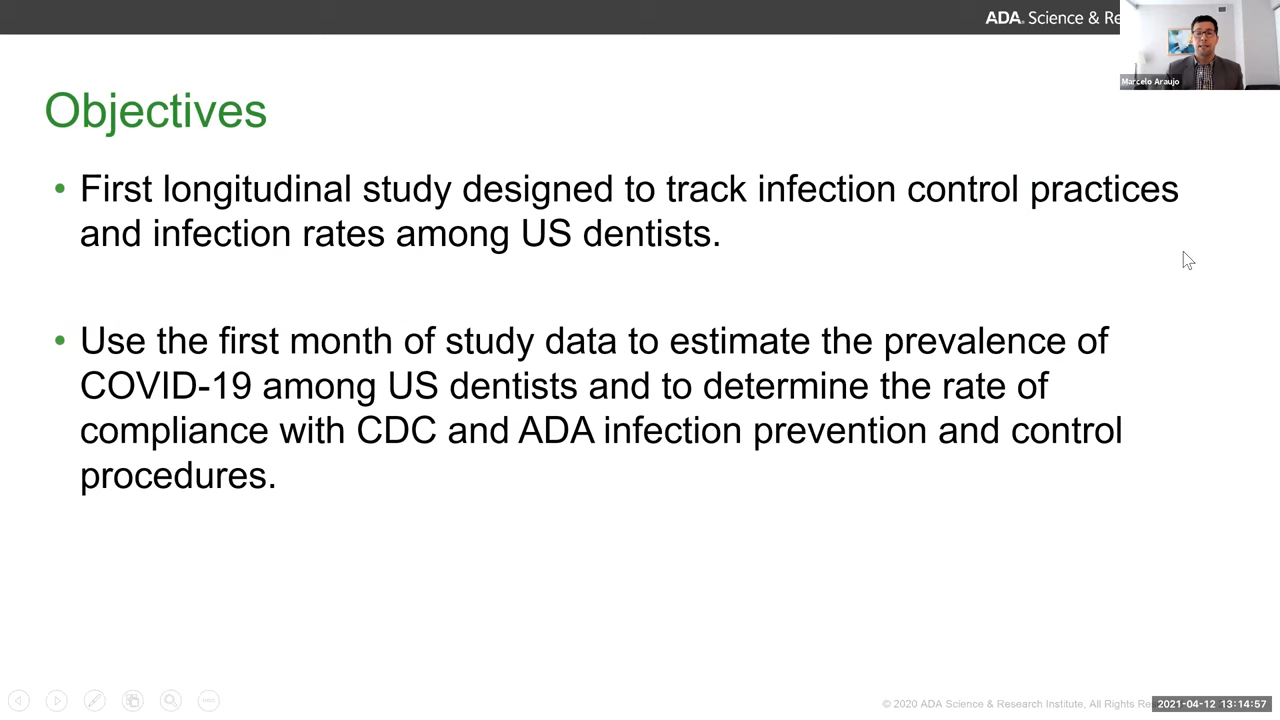 ADA. Science & Re
Marcelo Araujo
Objectives
• First longitudinal study designed to track infection control practices
and infection rates among US dentists.
• Use the first month of study data to estimate the prevalence of
COVID-19 among US dentists and to determine the rate of
compliance with CDC and ADA infection prevention and control
procedures.
© 2020 ADA Science & Research Institute, All Rights Re
2021-04-12 13:14:57